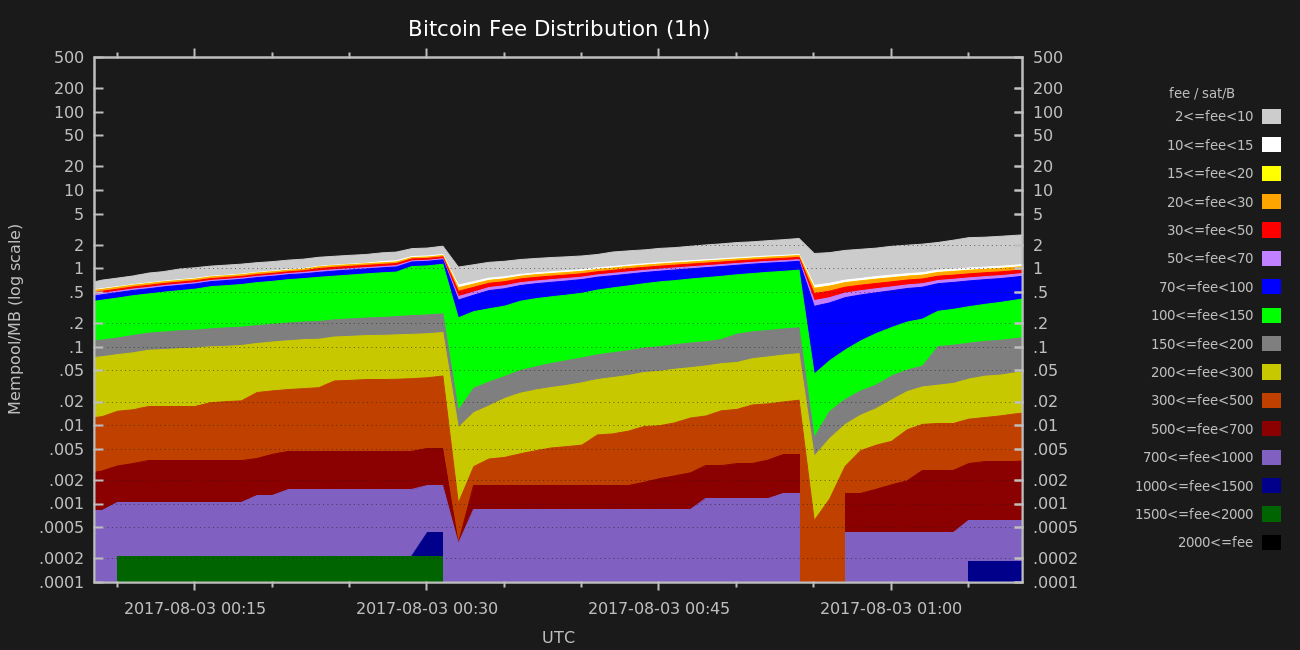 Bitcoin Fee Distribution (1h)
Mempool/MB (log scale)
500
200
100
50
20
10
5
2
1
.5
.2
.1
.05
.02
.01
.005
.002
.001
.0005
.0002
.0001
500
200
100
50
20
10
5
2
1
.5
.2
.1
.05
.02
.01
.005
.002
.001
.0005
.0002
.0001
fee / sat/B
2<=fee<10
10<=fee<15
15<=fee<20
20<=fee<30
30<=fee<50
50<=fee<70
70<=fee<100
100<=fee<150
150<=fee<200
200<=fee<300
300<=fee<500
500<=fee<700
700<=fee<1000
1000<=fee<1500
1500<=fee<2000
2000<=fee
2017-08-03 00:15 2017-08-03 00:30 2017-08-03 00:45 2017-08-03 01:00
UTC